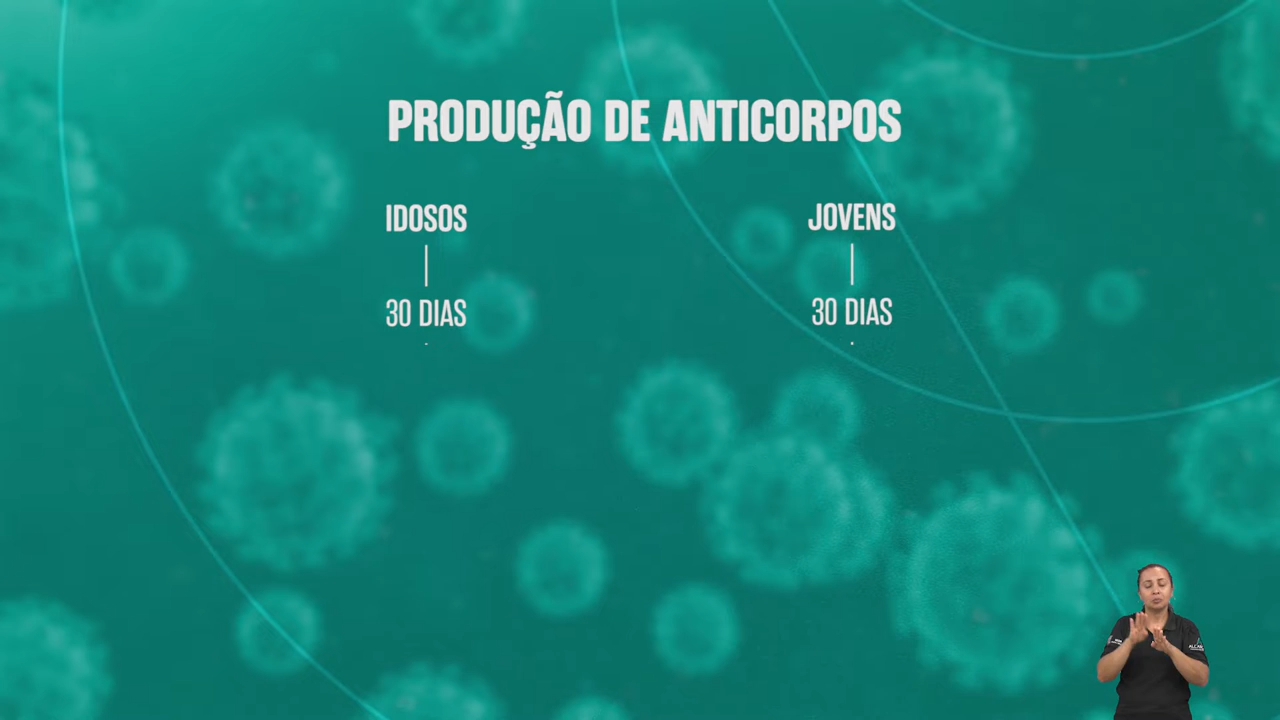 PRODUÇÃO DE ANTICORPOS
IDOSOS
JOVENS
30 DIAS
30 DIAS